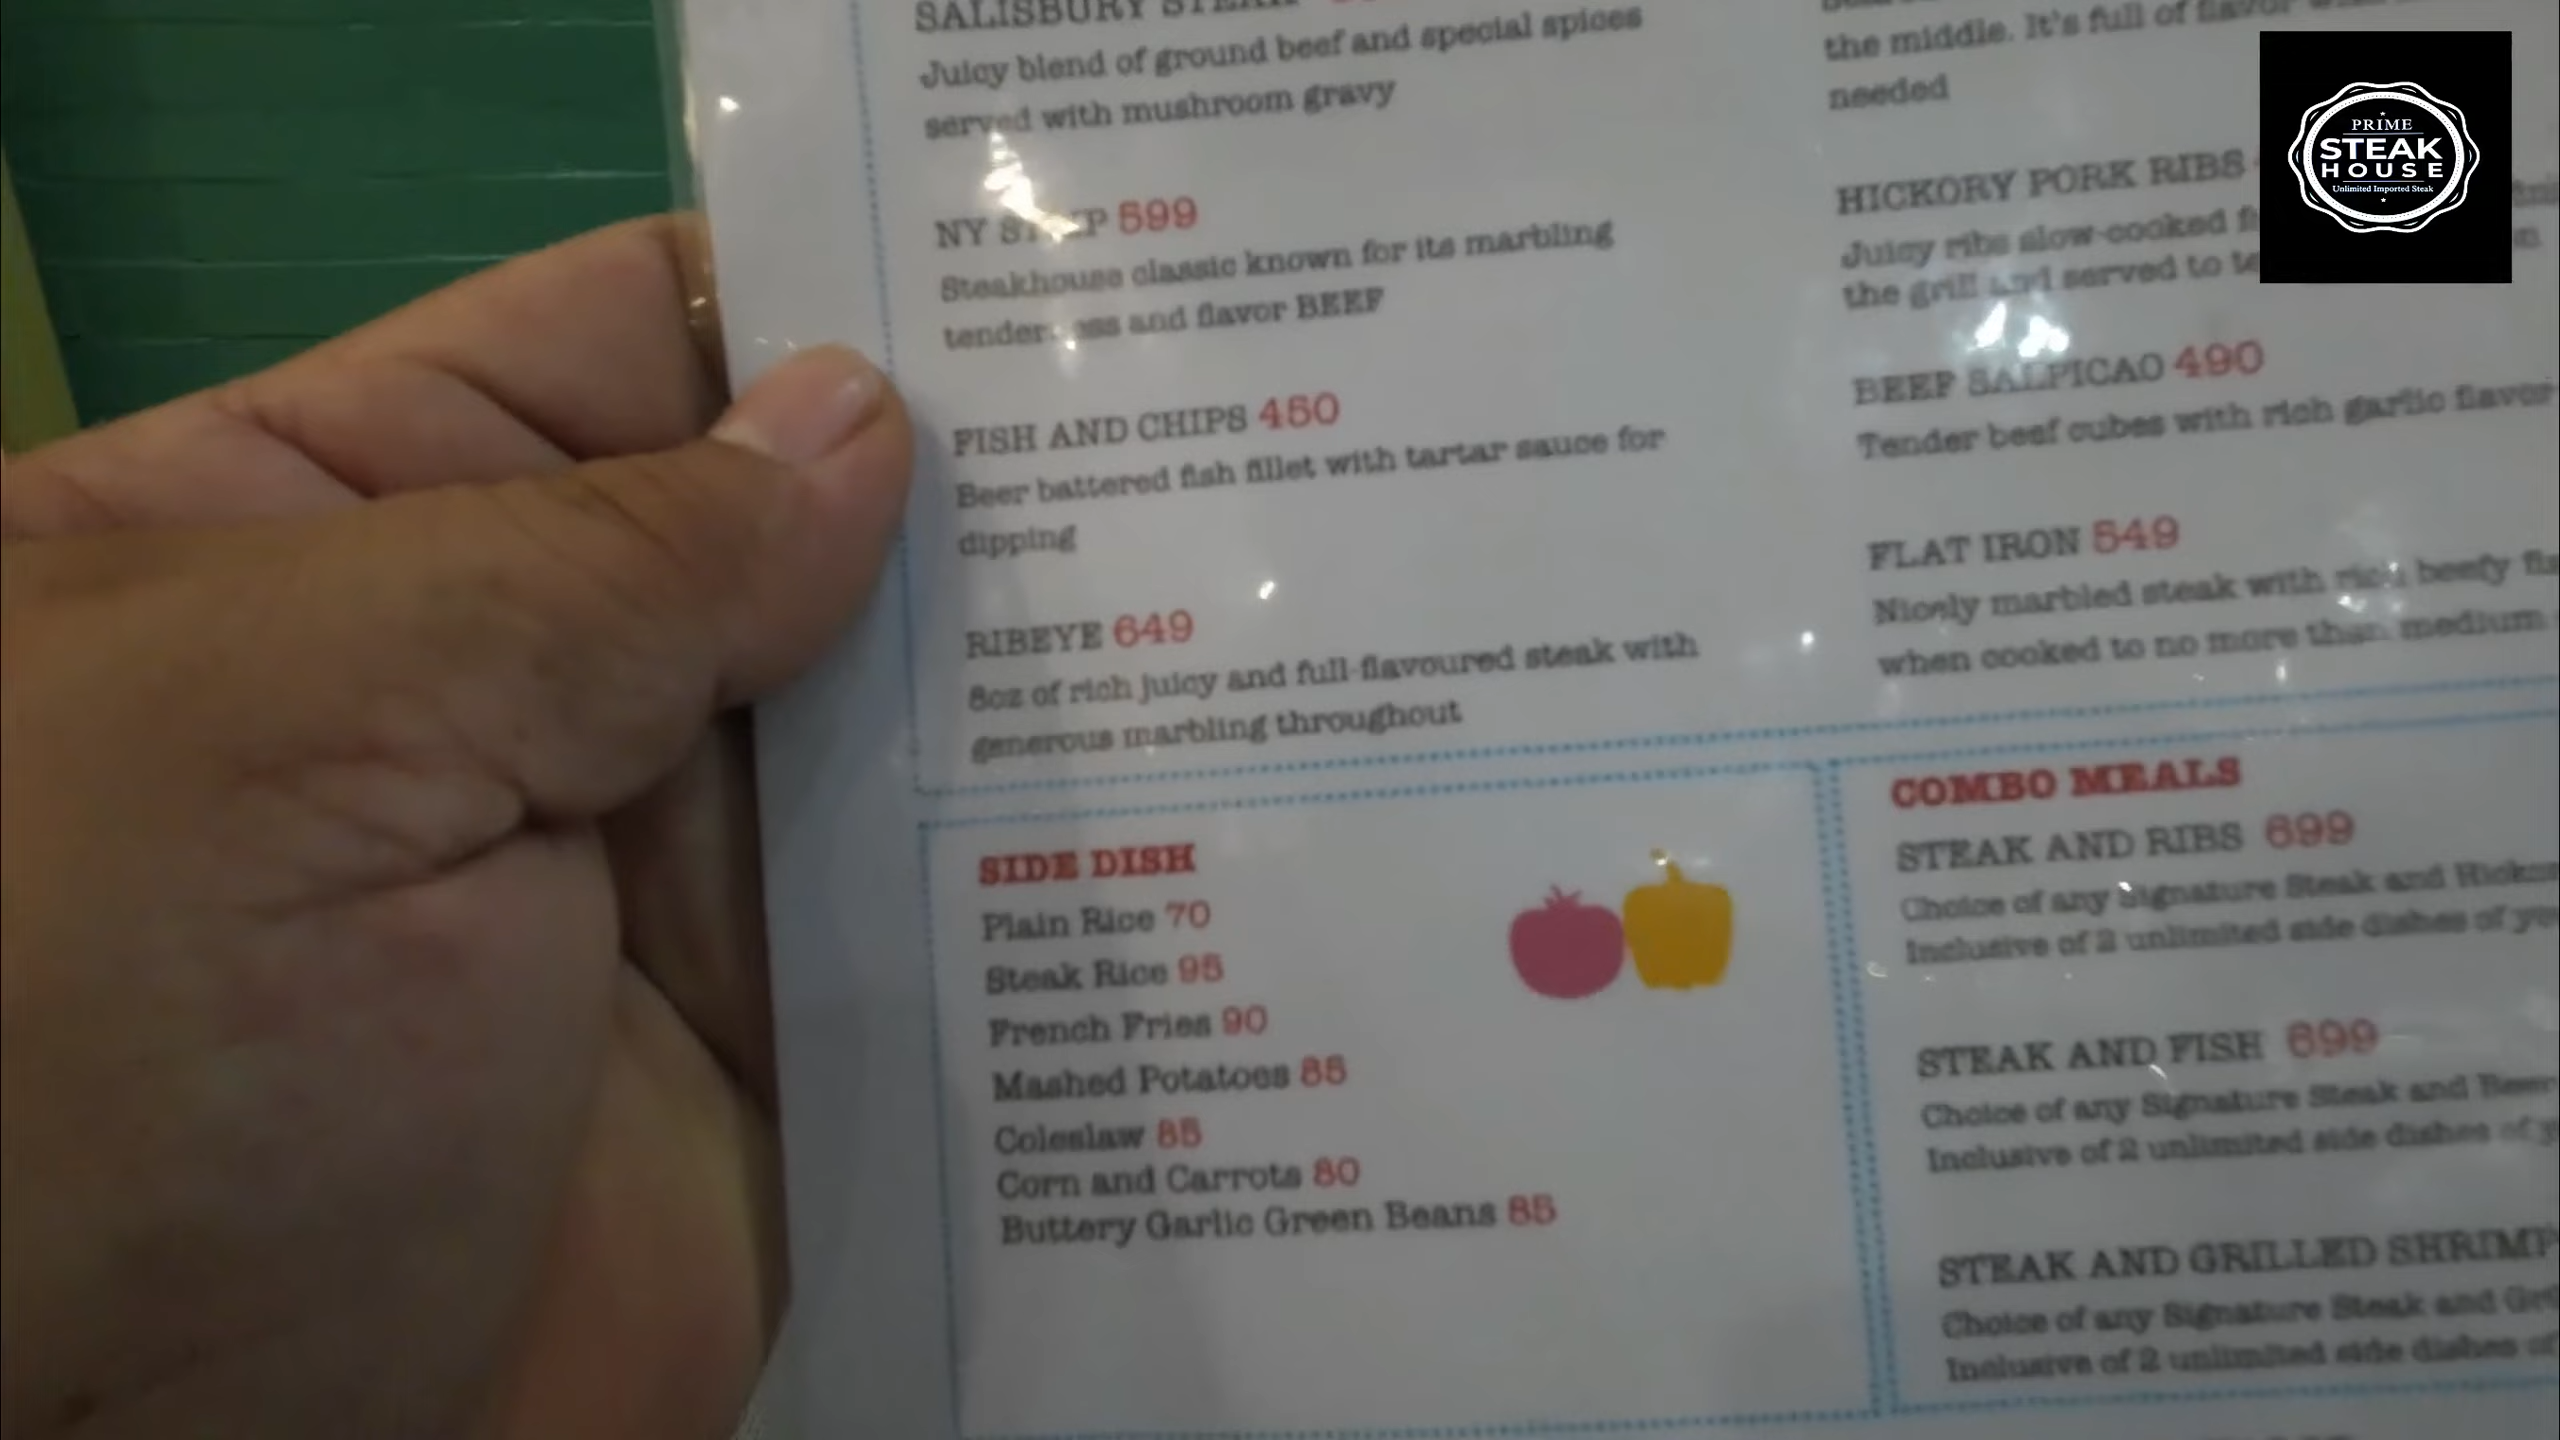 SALISBURY STEAK
Juicy blend of ground beef and special spices
served with mushroom gravy
NY STRIP 599
Steakhouse classic known for its marbling
tenderness and flavor BEEF
FISH AND CHIPS 450
Beer battered fish fillet with tartar sauce for
dipping
RIBEYE 649
8oz of rich juicy and full-flavoured steak with
generous marbling throughout
the middle. It's full of flavor
needed
HICKORY PORK RIBS
Juicy ribs slow-cooked
the grill and served to
BEEF SALPICAO 490
Tender beef cubes with rich garlic flavor
FLAT IRON 549
Nicely marbled steak with rich beefy
when cooked to no more than medium
SIDE DISH
Plain Rice 70
Steak Rice 95
French Fries 90
Mashed Potatoes 85
Coleslaw 85
Corn and Carrots 80
Buttery Garlic Green Beans 85
COMBO MEALS
STEAK AND RIBS 699
Choice of any Signature Steak and
Inclusive of 2 unlimited side dishes of
STEAK AND FISH 699
Choice of any Signature Steak and Beer
Inclusive of 2 unlimited side dishes of
STEAK AND GRILLED SHRIMP
Choice of any Signature Steak and
Inclusive of 2 unlimited side dishes of
PRIME
STEAK
HOUSE
Unlimited Imported Steak